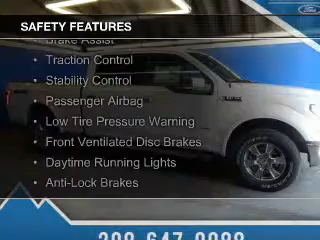 SAFETY FEATURES
Brake Assist
• Traction Control
• Stability Control
• Passenger Airbag
• Low Tire Pressure Warning
• Front Ventilated Disc Brakes
• Daytime Running Lights
• Anti-Lock Brakes